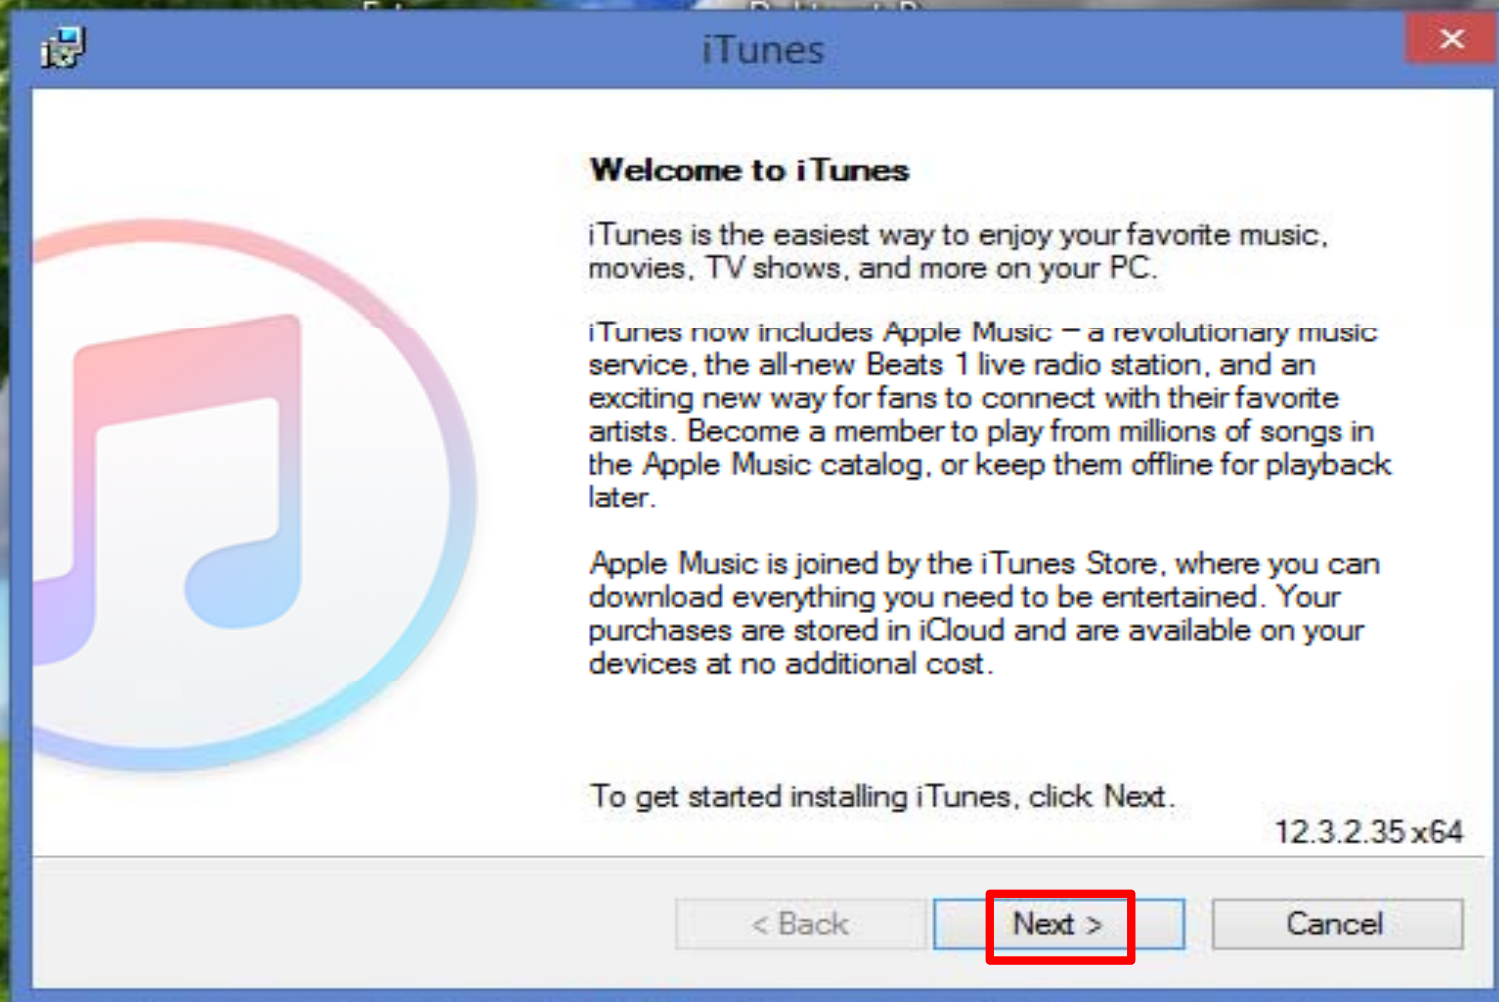 iTunes
Welcome to iTunes
iTunes is the easiest way to enjoy your favorite music,
movies, TV shows, and more on your PC.
iTunes now includes Apple Music – a revolutionary music
service, the all-new Beats 1 live radio station, and an
exciting new way for fans to connect with their favorite
artists. Become a member to play from millions of songs in
the Apple Music catalog, or keep them offline for playback
later.
Apple Music is joined by the iTunes Store, where you can
download everything you need to be entertained. Your
purchases are stored in iCloud and are available on your
devices at no additional cost.
To get started installing iTunes, click Next.
12.3.2.35 x64
< Back Next > Cancel